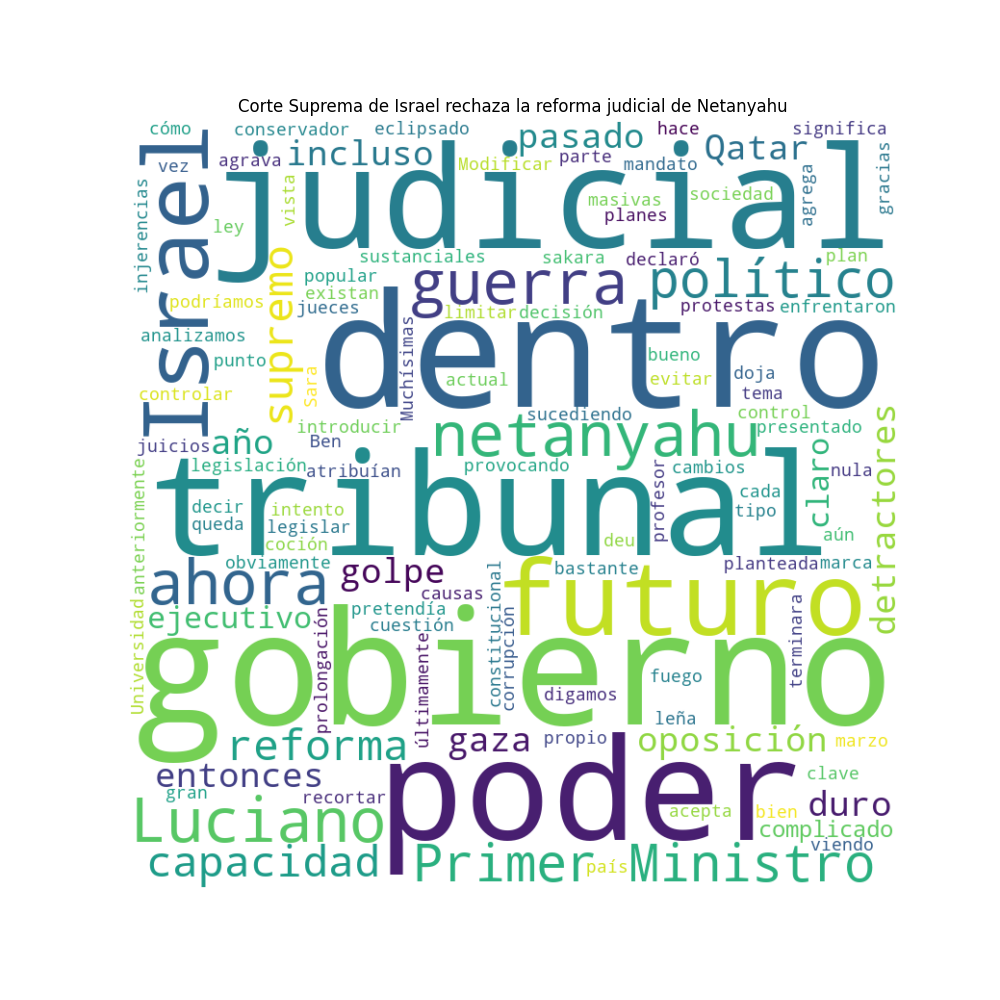 Corte Suprema de Israel rechaza la reforma judicial de Netanyahu
cómo
conservador
eclipsado
pasado
hace
significa
vez
agrava
incluso
Modificar
parte
mandato
Qatar
Israel
judicial
masivas
planes
sociedad
agrega
gracias
injerencias
vista
ley
sustanciales
sakara
declaró
plan
popular
guerra
político
podríamos
supremo
existan
jueces
limitar
decisión
protestas
enfrentaron
analizamos
dentro
punto
Muchísimas
bueno
controlar
Sara
actual
evitar
doja
tema
sucediendo
control
introducir
netanyahu
presentado
juicios
año
Ben
claro
detractores
legislación
atribuían
provocando
profesor
cambios
nula
tribunal
decir
intento
cada
queda
legislar
tipo
coción
deu
aún
anteriormente
obviamente
golpe
bastante
planteada
marca
ahora
causas
futuro
ejecutivo
pretendía
constitucional
cuestión
corrupción
Universidad
prolongación
últimamente
terminara
gobierno
fuego
digamos
leña
reforma
gaza
propio
oposición
marzo
entonces
poder
clave
gran
recortar
duro
Luciano
acepta
bien
complicado
viendo
capacidad
Primer
país
Ministro